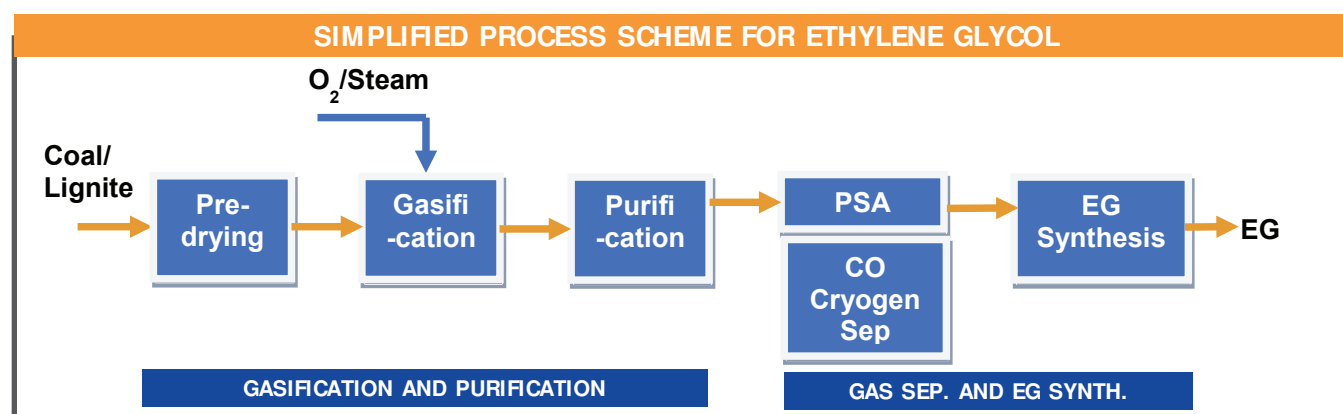 SIMPLIFIED PROCESS SCHEME FOR ETHYLENE GLYCOL
O₂/Steam
Coal/
Lignite
Pre-
drying
Gasifi
-cation
Purifi
-cation
PSA
CO
Cryogen
Sep
EG
Synthesis
EG
GASIFICATION AND PURIFICATION
GAS SEP. AND EG SYNTH.